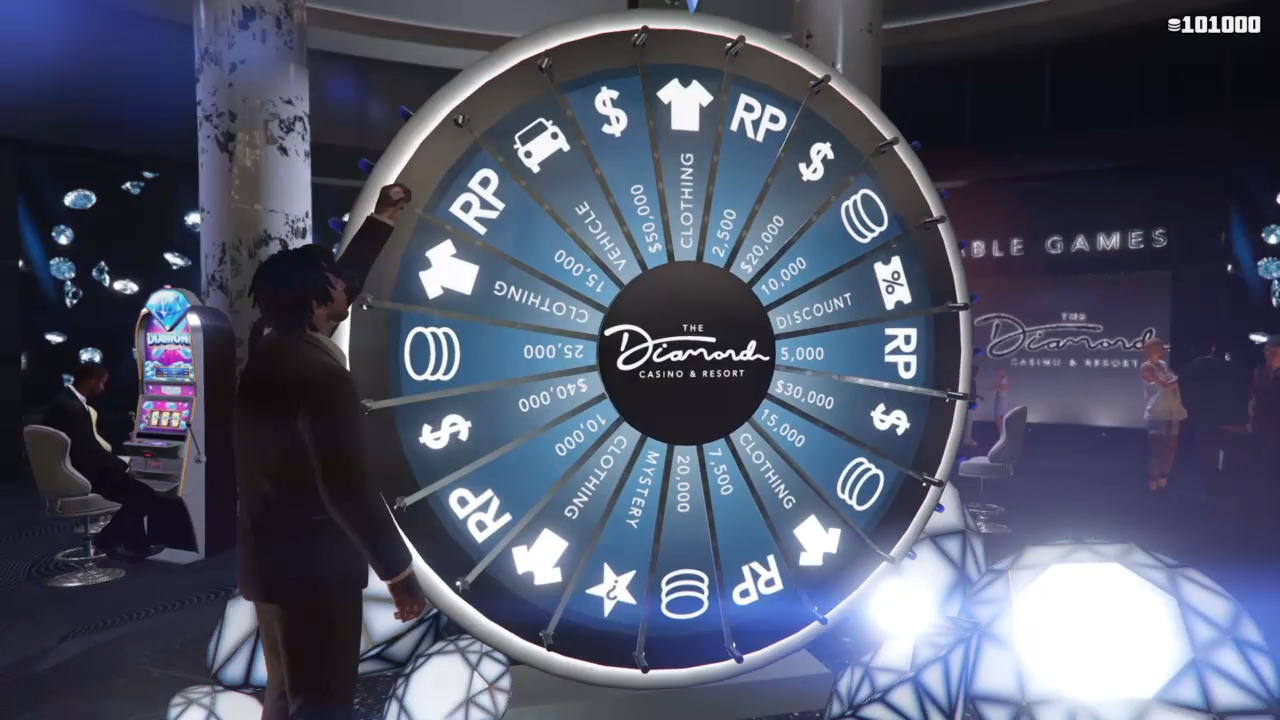 101000
$
CLOTHING
RP
2,500
$
$20,000
10,000
%
DISCOUNT
RP
5,000
$
$30,000
15,000
CLOTHING
RP
7,500
20,000
?
MYSTERY
CLOTHING
RP
10,000
$
$40,000
25,000
CLOTHING
RP
15,000
VEHICLE
$50,000
THE
Diamond
CASINO & RESORT
BLE GAMES
THE
Diamond
CASINO & RESORT
DIAMOND